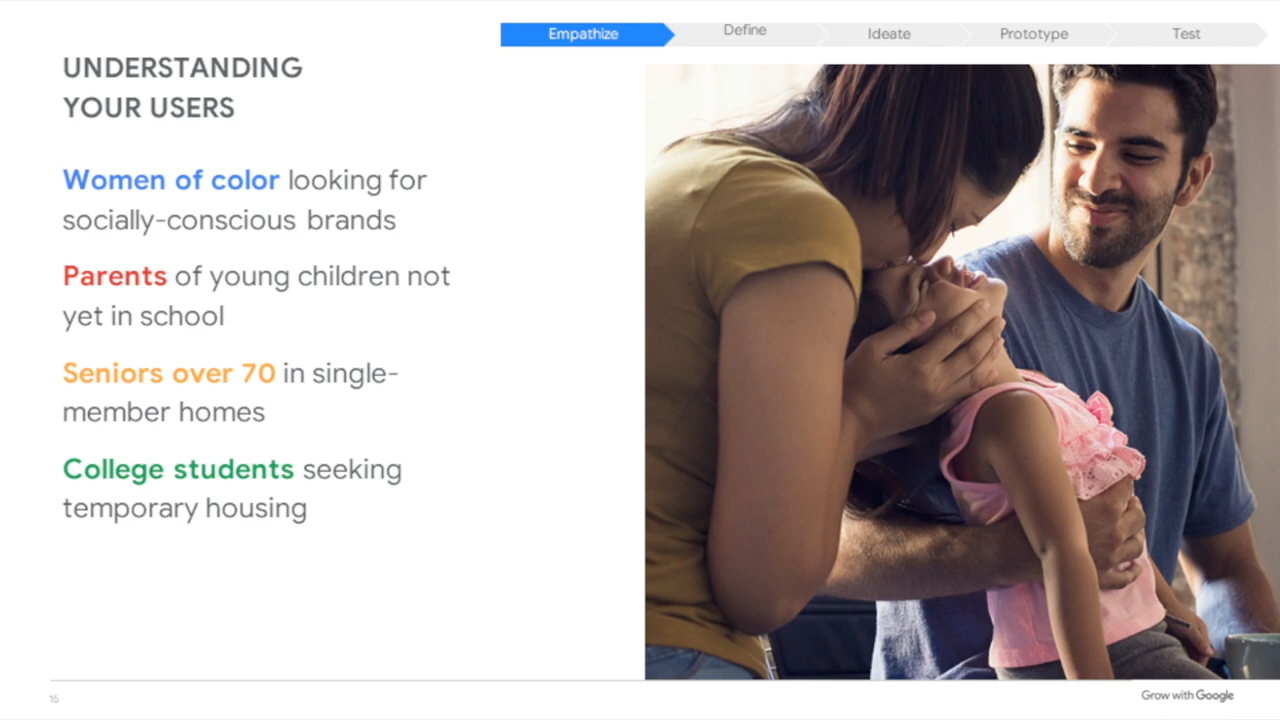 Empathize
Define
Ideate
Prototype
Test
UNDERSTANDING
YOUR USERS
Women of color looking for
socially-conscious brands
Parents of young children not
yet in school
Seniors over 70 in single-
member homes
College students seeking
temporary housing
15
Grow with Google